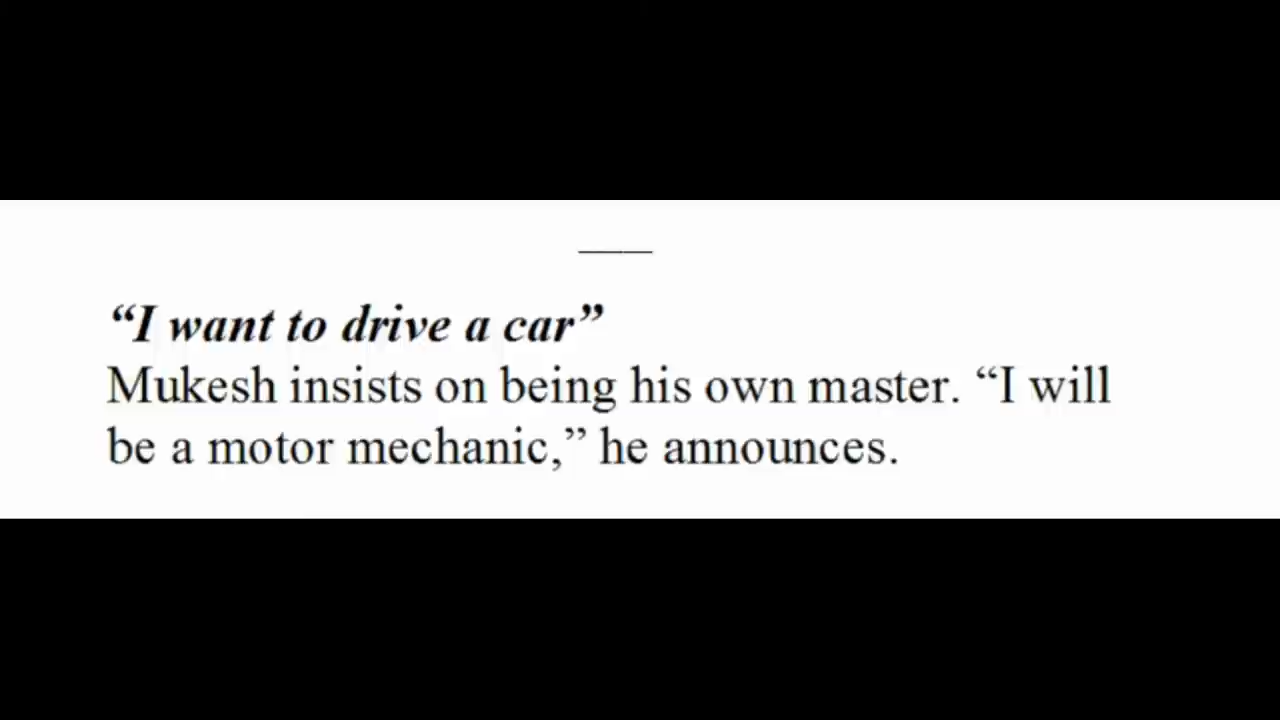 “I want to drive a car”
Mukesh insists on being his own master. “I will
be a motor mechanic,” he announces.